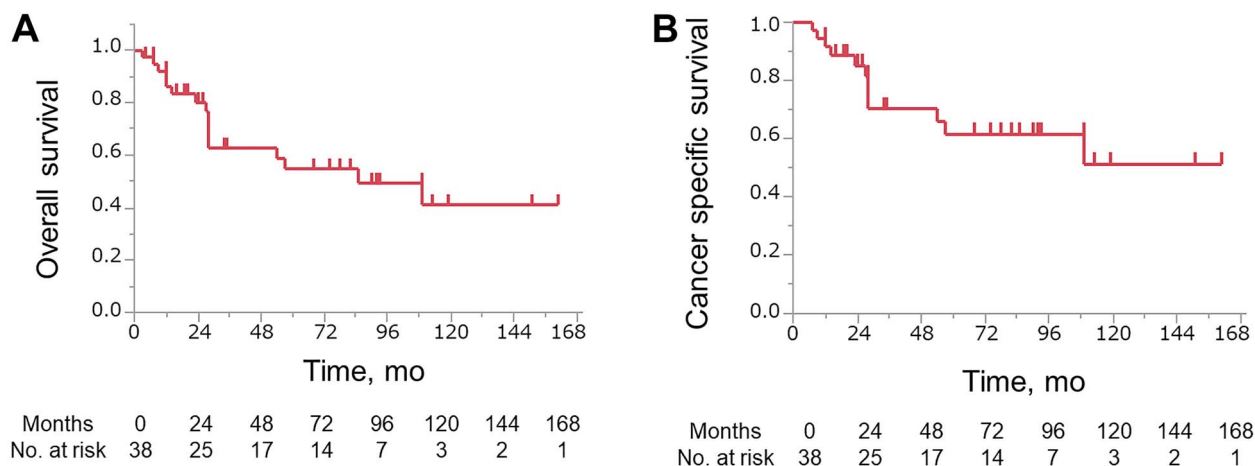 A
Overall survival
1.0
0.8
0.6
0.4
0.2
0.0
0 24 48 72 96 120 144 168
Time, mo
Months 0 24 48 72 96 120 144 168
No. at risk 38 25 17 14 7 3 2 1
B
Cancer specific survival
1.0
0.8
0.6
0.4
0.2
0.0
0 24 48 72 96 120 144 168
Time, mo
Months 0 24 48 72 96 120 144 168
No. at risk 38 25 17 14 7 3 2 1